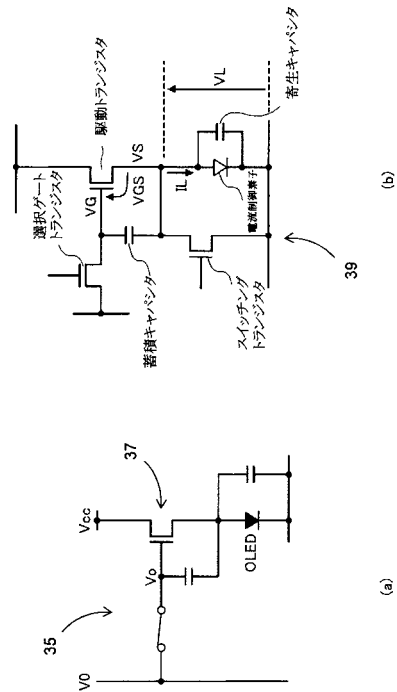 選択ゲート
トランジスタ
駆動トランジスタ
VG
VGS
VS
IL
VL
蓄積キャパシタ
電流制御素子
寄生キャパシタ
スイッチング
トランジスタ
39
(b)
35
Vcc
37
V0
Vo
OLED
(a)